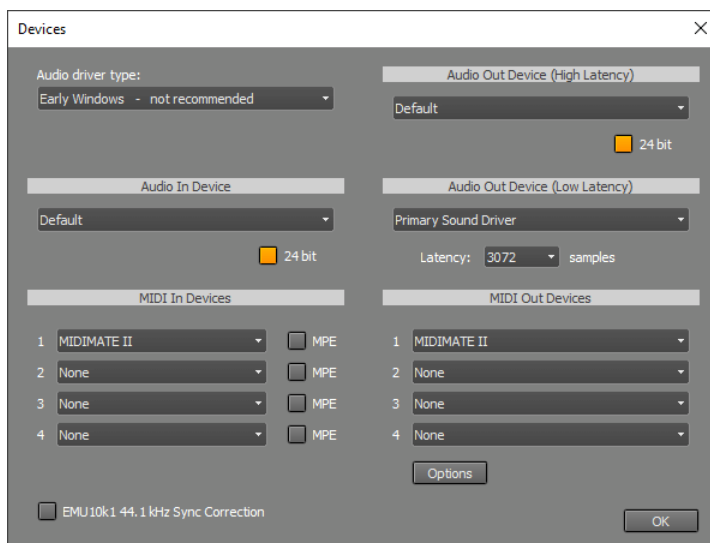 Devices
Audio driver type:
Early Windows - not recommended
Audio Out Device (High Latency)
Default
24 bit
Audio In Device
Default
24 bit
Audio Out Device (Low Latency)
Primary Sound Driver
Latency: 3072 samples
MIDI In Devices
1 MIDIMATE II MPE
2 None MPE
3 None MPE
4 None MPE
MIDI Out Devices
1 MIDIMATE II
2 None
3 None
4 None
Options
EMU10k1 44.1 kHz Sync Correction
OK